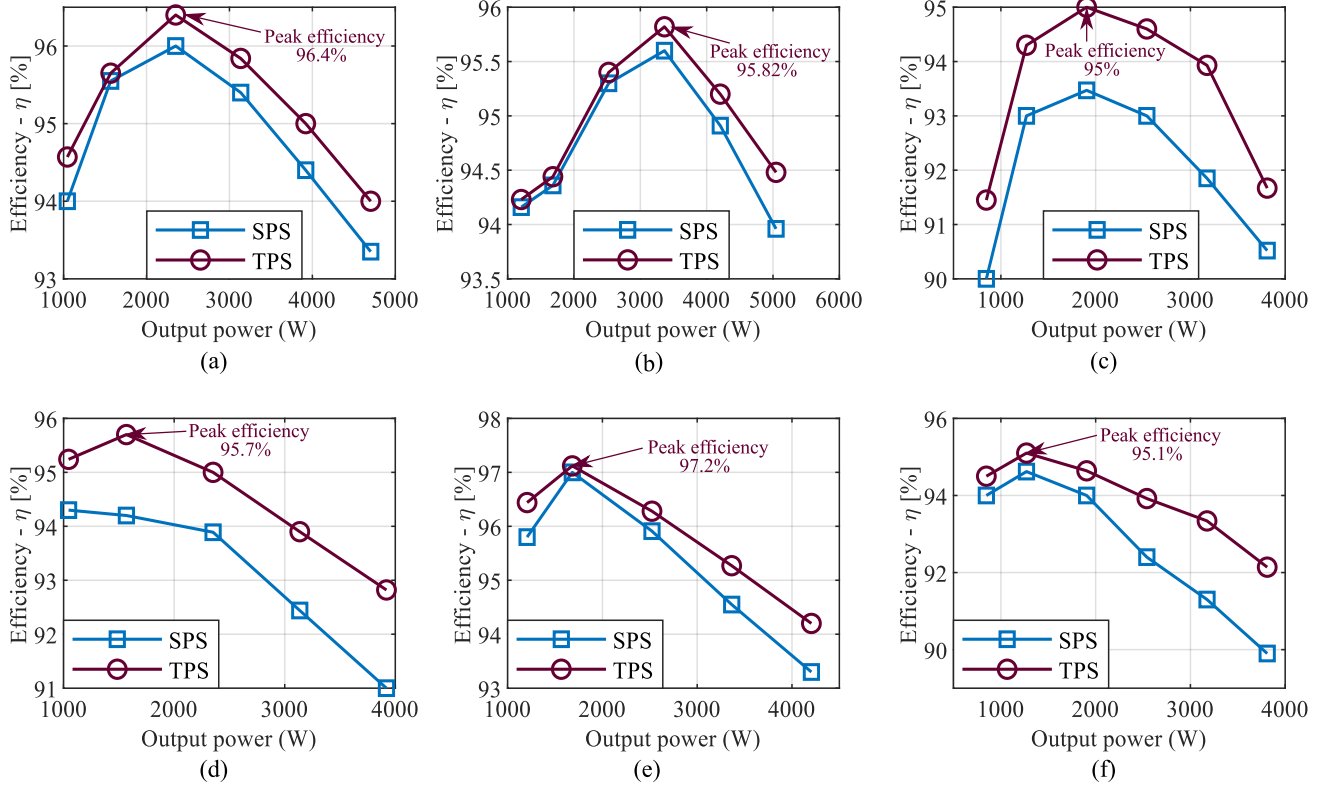 96
95
94
93
Efficiency - η [%]
Peak efficiency
96.4%
SPS
TPS
1000 2000 3000 4000 5000
Output power (W)
(a)
96
95.5
95
94.5
94
93.5
Efficiency - η [%]
Peak efficiency
95.82%
SPS
TPS
1000 2000 3000 4000 5000 6000
Output power (W)
(b)
95
94
93
92
91
90
Efficiency - η [%]
Peak efficiency
95%
SPS
TPS
1000 2000 3000 4000
Output power (W)
(c)
96
95
94
93
92
91
Efficiency - η [%]
Peak efficiency
95.7%
SPS
TPS
1000 2000 3000 4000
Output power (W)
(d)
98
97
96
95
94
93
Efficiency - η [%]
Peak efficiency
97.2%
SPS
TPS
1000 2000 3000 4000
Output power (W)
(e)
96
94
92
90
Efficiency - η [%]
Peak efficiency
95.1%
SPS
TPS
1000 2000 3000 4000
Output power (W)
(f)